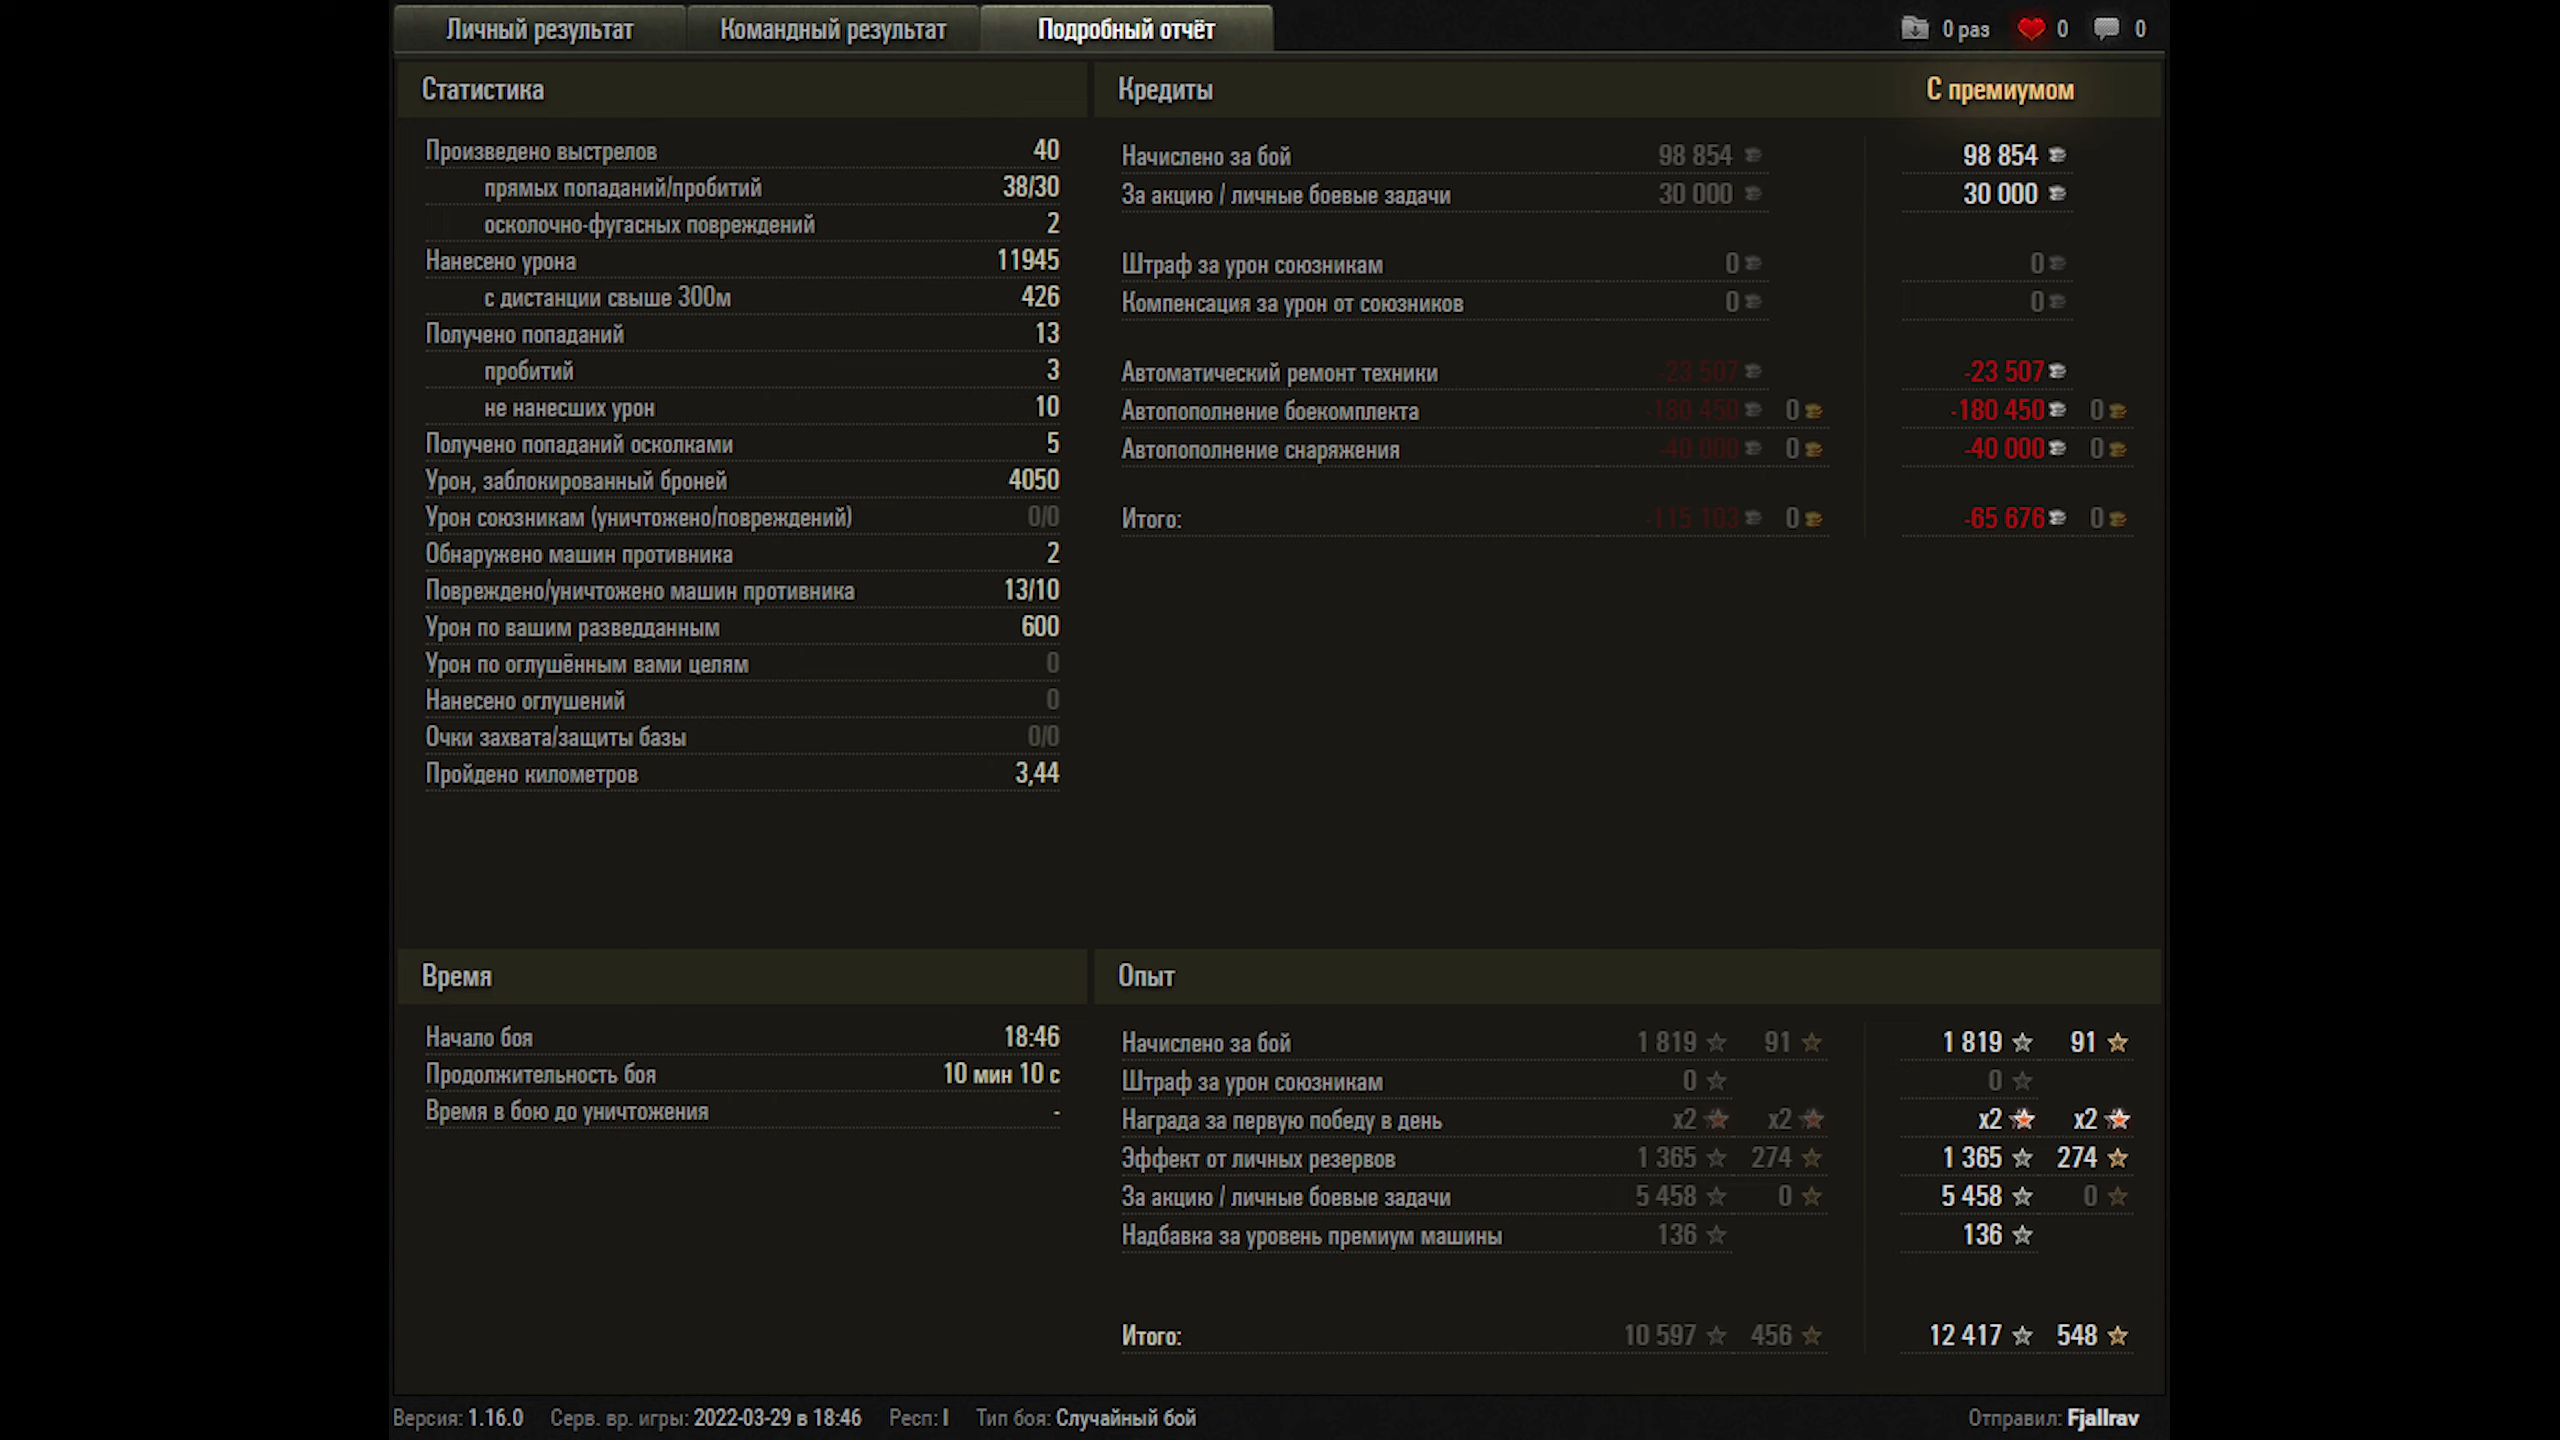 Личный результат Командный результат Подробный отчёт 0 раз 0 0
Статистика
Произведено выстрелов 40
прямых попаданий/пробитий 38/30
осколочно-фугасных повреждений 2
Нанесено урона 11945
с дистанции свыше 300м 426
Получено попаданий 13
пробитий 3
не нанесших урон 10
Получено попаданий осколками 5
Урон, заблокированный броней 4050
Урон союзникам (уничтожено/повреждений) 0/0
Обнаружено машин противника 2
Повреждено/уничтожено машин противника 13/10
Урон по вашим разведданным 600
Урон по оглушённым вами целям 0
Нанесено оглушений 0
Очки захвата/защиты базы 0/0
Пройдено километров 3,44
Кредиты С премиумом
Начислено за бой 98 854 98 854
За акцию / личные боевые задачи 30 000 30 000
Штраф за урон союзникам 0 0
Компенсация за урон от союзников 0 0
Автоматический ремонт техники -23 507 -23 507
Автопополнение боекомплекта -180 450 0 -180 450 0
Автопополнение снаряжения -40 000 0 -40 000 0
Итого: -115 103 0 -65 676 0
Время
Начало боя 18:46
Продолжительность боя 10 мин 10 с
Время в бою до уничтожения -
Опыт
Начислено за бой 1 819 91 1 819 91
Штраф за урон союзникам 0 0
Награда за первую победу в день x2 x2 x2 x2
Эффект от личных резервов 1 365 274 1 365 274
За акцию / личные боевые задачи 5 458 0 5 458 0
Надбавка за уровень премиум машины 136 136
Итого: 10 597 456 12 417 548
Версия: 1.16.0 Серв. вр. игры: 2022-03-29 в 18:46 Респ: I Тип боя: Случайный бой Отправил: Fjallrav